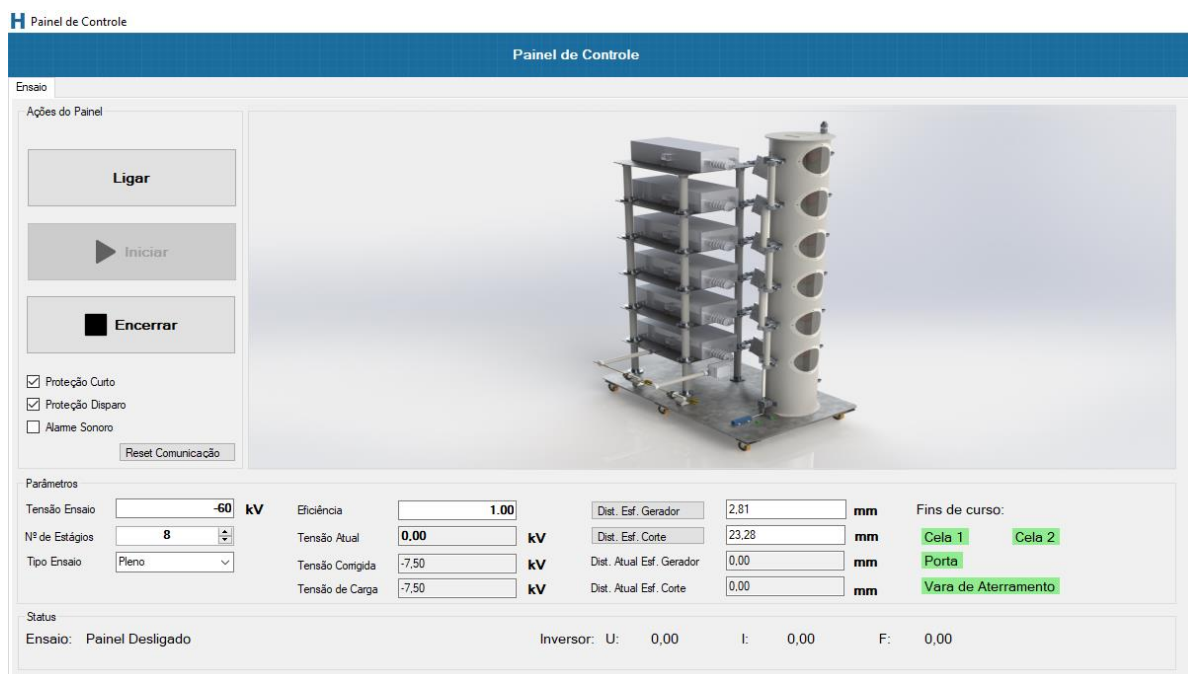 H Painel de Controle
Painel de Controle
Ensaio
Ações do Painel
Ligar
Iniciar
Encerrar
Proteção Curto
Proteção Disparo
Alarme Sonoro
Reset Comunicação
Parâmetros
Tensão Ensaio -60 kV Eficiência 1.00 Dist. Esf. Gerador 2,81 mm Fins de curso:
Nº de Estágios 8 Tensão Atual 0,00 kV Dist. Esf. Corte 23,28 mm Cela 1 Cela 2
Tipo Ensaio Pleno Tensão Corrigida -7,50 kV Dist. Atual Esf. Gerador 0,00 mm Porta
Tensão de Carga -7,50 kV Dist. Atual Esf. Corte 0,00 mm Vara de Aterramento
Status
Ensaio: Painel Desligado Inversor: U: 0,00 I: 0,00 F: 0,00